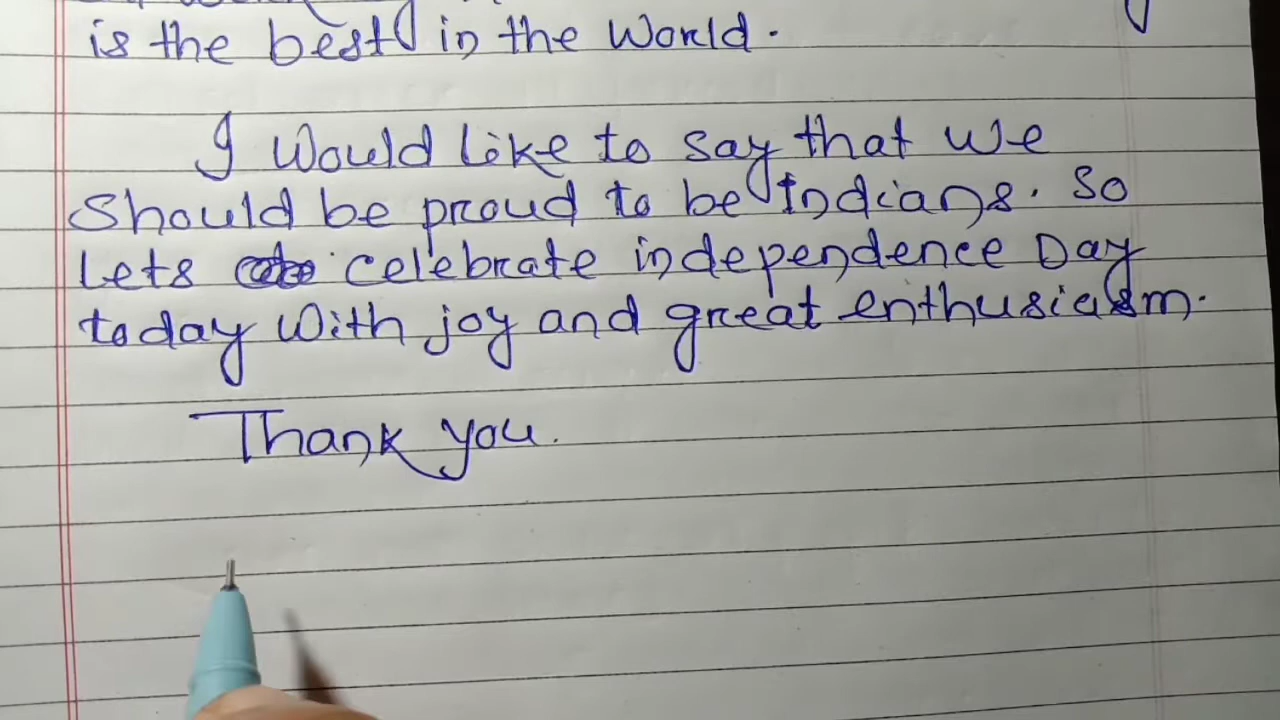 is the best in the World.
I Would like to say that we
Should be proud to be Indians. So
Lets celebrate independence Day
today With joy and great enthusiasm.
Thank you.